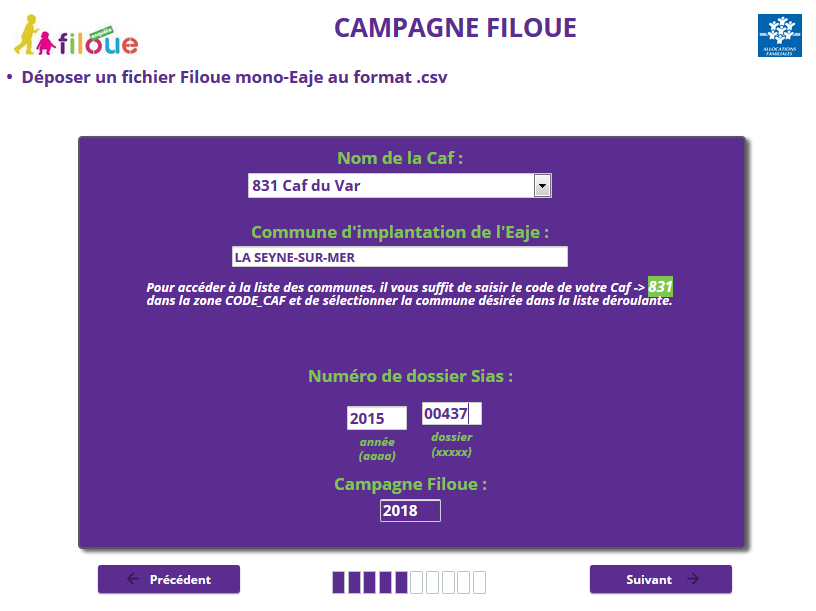 enquête
filoue
CAMPAGNE FILOUE
ALLOCATIONS
FAMILIALES
• Déposer un fichier Filoue mono-Eaje au format .csv
Nom de la Caf :
831 Caf du Var
Commune d'implantation de l'Eaje :
LA SEYNE-SUR-MER
Pour accéder à la liste des communes, il vous suffit de saisir le code de votre Caf -> 831
dans la zone CODE_CAF et de sélectionner la commune désirée dans la liste déroulante.
Numéro de dossier Sias :
2015 00437
année dossier
(aaaa) (xxxxx)
Campagne Filoue :
2018
Précédent
Suivant